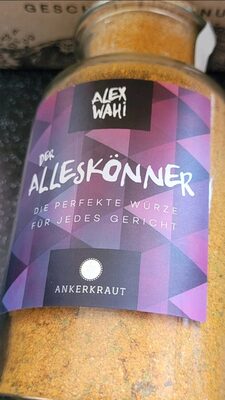 ALEX
WAHI
DER
ALLESKÖNNER
DIE PERFEKTE WÜRZE
FÜR JEDES GERICHT
ANKERKRAUT